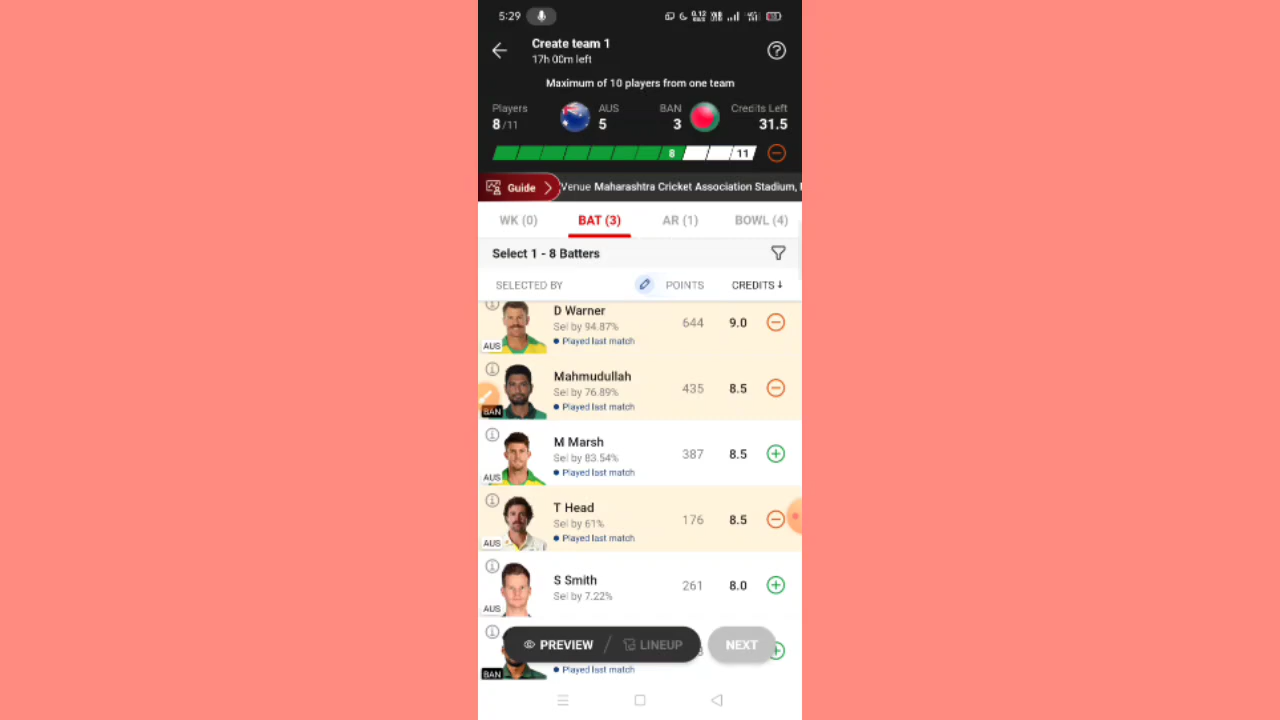 5:29
Create team 1
17h 00m left
Maximum of 10 players from one team
Players AUS BAN Credits Left
8/11 5 3 31.5
8 11
Guide Venue Maharashtra Cricket Association Stadium,
WK (0) BAT (3) AR (1) BOWL (4)
Select 1 - 8 Batters
SELECTED BY POINTS CREDITS↓
D Warner
Sel by 94.87% 644 9.0
Played last match
AUS
Mahmudullah
Sel by 76.89% 435 8.5
Played last match
BAN
M Marsh
Sel by 83.54% 387 8.5
Played last match
AUS
T Head
Sel by 61% 176 8.5
Played last match
AUS
S Smith
Sel by 7.22% 261 8.0
AUS
PREVIEW / LINEUP NEXT
Played last match
BAN